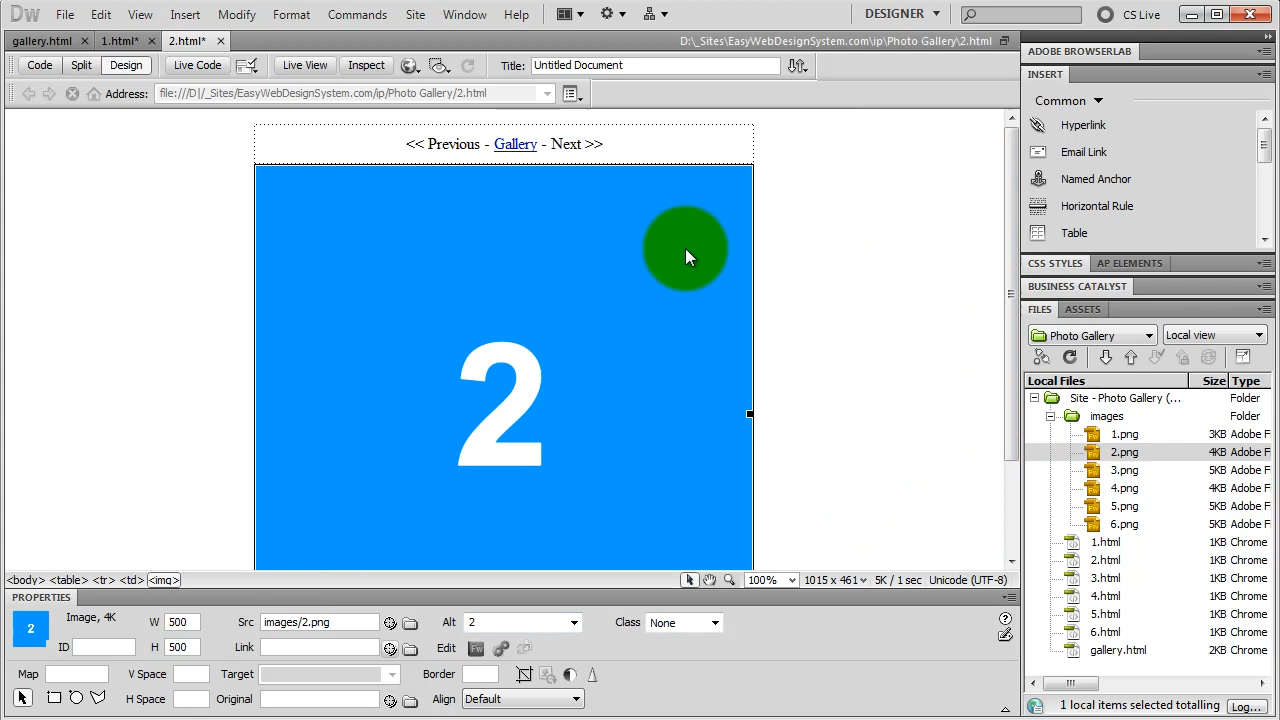 Dw File Edit View Insert Modify Format Commands Site Window Help DESIGNER CS Live
gallery.html 1.html* 2.html* D:\_Sites\EasyWebDesignSystem.com\ip\Photo Gallery\2.html
Code Split Design Live Code Live View Inspect Title: Untitled Document
Address: file:///D|/_Sites/EasyWebDesignSystem.com/ip/Photo Gallery/2.html
<< Previous - Gallery - Next >>
2
<body> <table> <tr> <td> <img> 100% 1015 x 461 5K / 1 sec Unicode (UTF-8)
PROPERTIES
2 Image, 4K W 500 Src images/2.png Alt 2 Class None
ID H 500 Link Edit Fw
Map V Space Target Border
H Space Original Align Default
ADOBE BROWSERLAB
INSERT
Common
Hyperlink
Email Link
Named Anchor
Horizontal Rule
Table
CSS STYLES AP ELEMENTS
BUSINESS CATALYST
FILES ASSETS
Photo Gallery Local view
Local Files Size Type
Site - Photo Gallery (... Folder
images Folder
1.png 3KB Adobe F
2.png 4KB Adobe F
3.png 5KB Adobe F
4.png 4KB Adobe F
5.png 5KB Adobe F
6.png 5KB Adobe F
1.html 1KB Chrome
2.html 1KB Chrome
3.html 1KB Chrome
4.html 1KB Chrome
5.html 1KB Chrome
6.html 1KB Chrome
gallery.html 2KB Chrome
1 local items selected totalling Log...